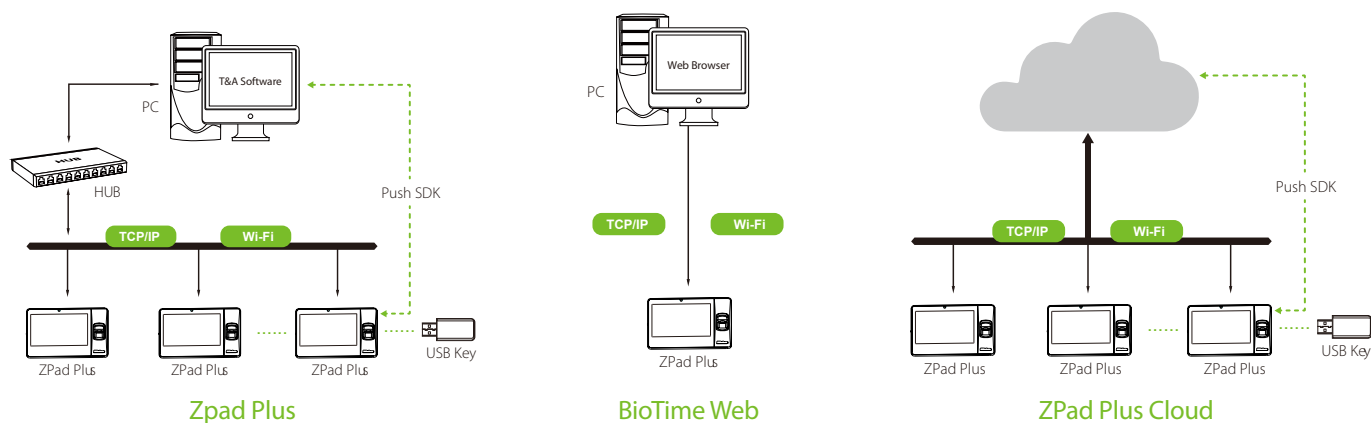 T&A Software
PC
HUB
HUB
Push SDK
TCP/IP
Wi-Fi
ZPad Plus
ZPad Plus
ZPad Plus
USB Key
Zpad Plus
Web Browser
PC
TCP/IP
Wi-Fi
ZPad Plus
BioTime Web
Push SDK
TCP/IP
Wi-Fi
ZPad Plus
ZPad Plus
ZPad Plus
USB Key
ZPad Plus Cloud